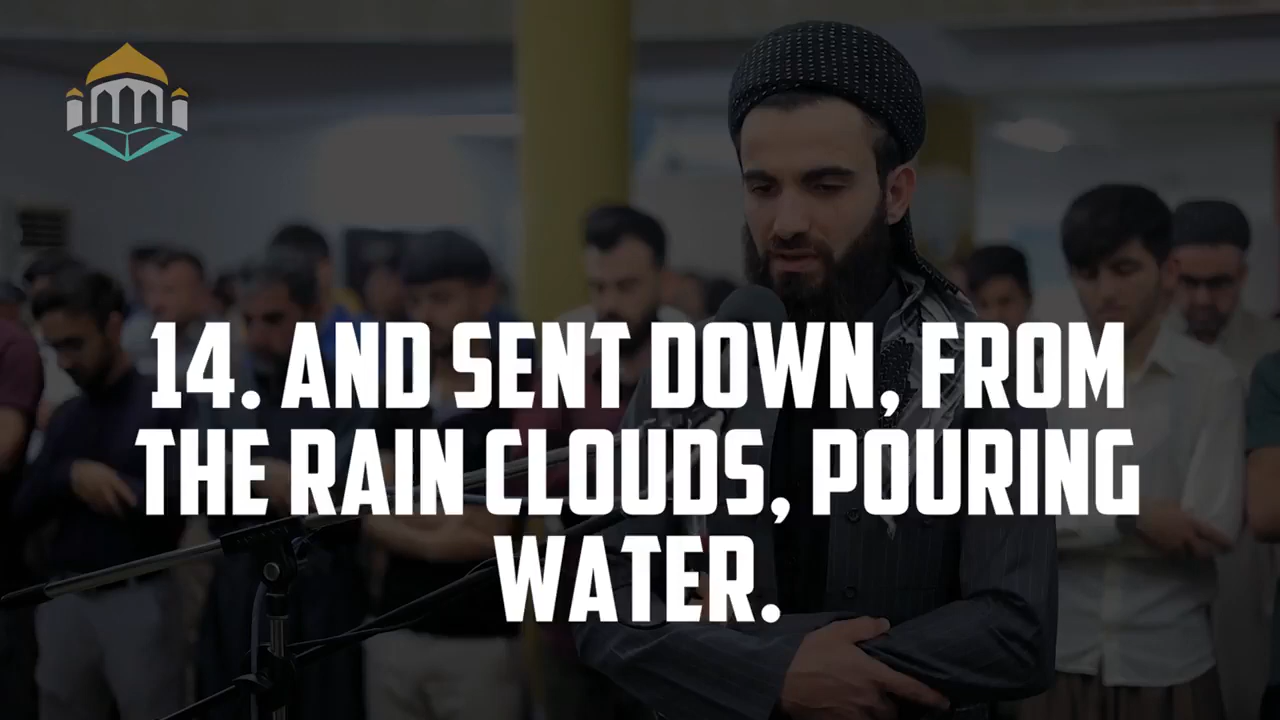 14. AND SENT DOWN, FROM
THE RAIN CLOUDS, POURING
WATER.